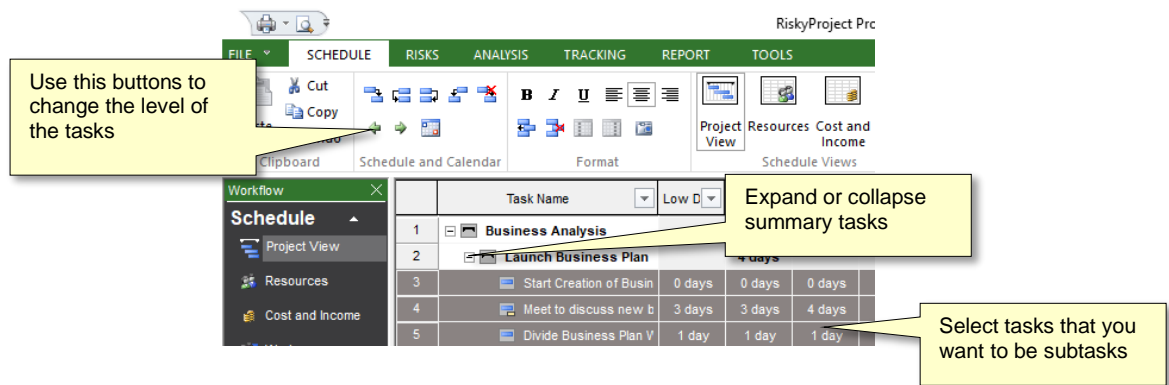 RiskyProject Pro
FILE SCHEDULE RISKS ANALYSIS TRACKING REPORT TOOLS
Use this buttons to
change the level of
the tasks
Cut
Copy
B I U
Project
View
Resources
Cost and
Income
Clipboard Schedule and Calendar Format Schedule Views
Workflow
Schedule
Project View
Resources
Cost and Income
Task Name Low D
1 Business Analysis
2 Launch Business Plan 4 days
3 Start Creation of Busin 0 days 0 days 0 days
4 Meet to discuss new b 3 days 3 days 4 days
5 Divide Business Plan V 1 day 1 day 1 day
Expand or collapse
summary tasks
Select tasks that you
want to be subtasks